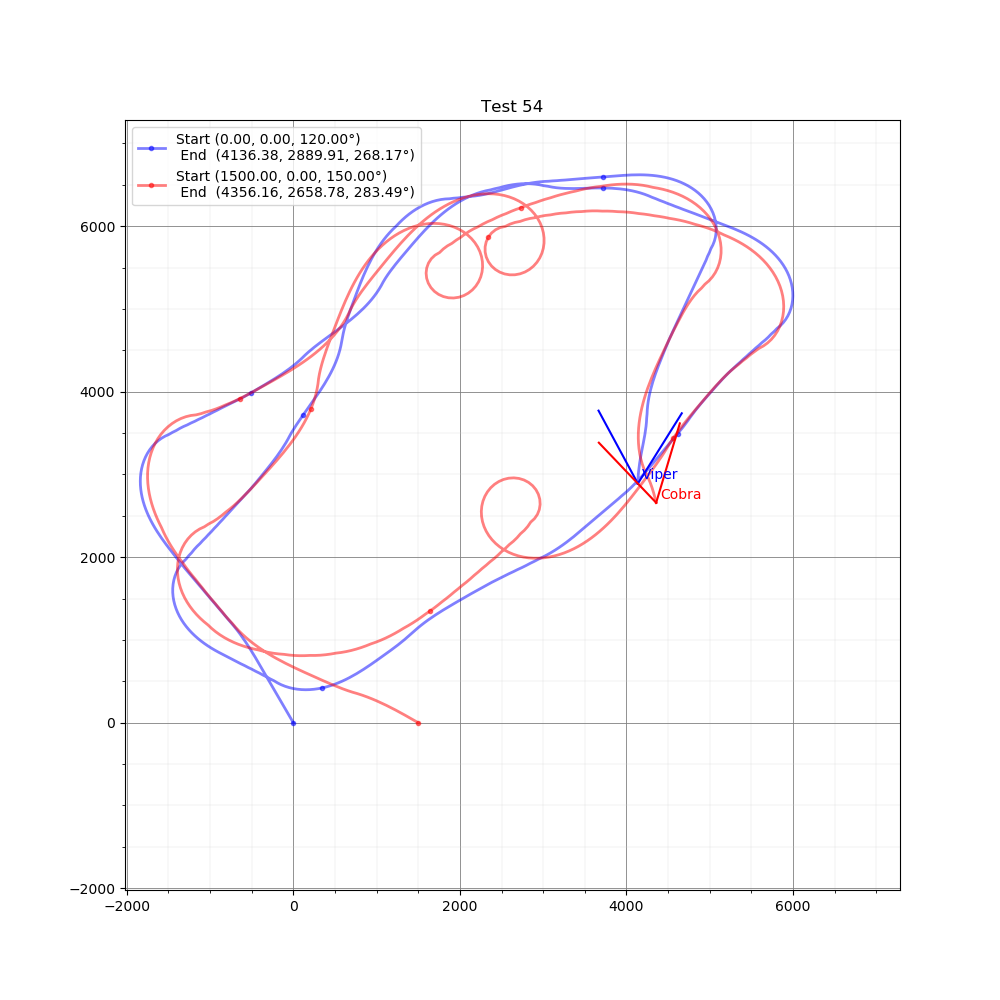 Test 54
Start (0.00, 0.00, 120.00°)
End (4136.38, 2889.91, 268.17°)
Start (1500.00, 0.00, 150.00°)
End (4356.16, 2658.78, 283.49°)
6000
4000
2000
0
−2000
Viper
Cobra
−2000 0 2000 4000 6000